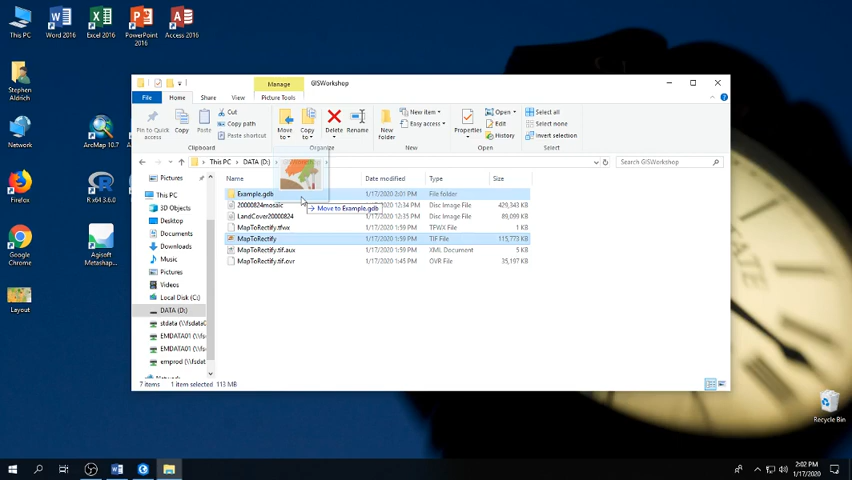 This PC
Word 2016
Excel 2016
PowerPoint 2016
Access 2016
Stephen Aldrich
Network
ArcMap 10.7
Firefox
R x64 3.6.0
Google Chrome
Agisoft Metashap...
Layout
Recycle Bin
Manage
GISWorkshop
File
Home
Share
View
Picture Tools
Pin to Quick access
Copy
Paste
Cut
Copy path
Paste shortcut
Clipboard
Move to
Copy to
Delete
Rename
Organize
New folder
New item
Easy access
New
Properties
Open
Edit
History
Open
Select all
Select none
Invert selection
Select
This PC
DATA (D:)
Search GISWorkshop
Pictures
This PC
3D Objects
Desktop
Documents
Downloads
Music
Pictures
Videos
Local Disk (C:)
DATA (D:)
stdata (\\fsdata
EMDATA01 (\\fs
EMDATA01 (\\fs
emprod (\\fsdat
Name
Date modified
Type
Size
Example.gdb 1/17/2020 2:01 PM File folder
20000824mosaic 12:34 PM Disc Image File 429,343 KB
Move to Example.gdb
LandCover20000824 1/17/2020 12:35 PM Disc Image File 89,099 KB
MapToRectify.tfwx 1/17/2020 1:59 PM TFWX File 1 KB
MapToRectify 1/17/2020 1:59 PM TIF File 115,773 KB
MapToRectify.tif.aux 1/17/2020 1:59 PM XML Document 5 KB
MapToRectify.tif.ovr 1/17/2020 1:45 PM OVR File 35,197 KB
7 items
1 item selected 113 MB
2:02 PM
1/17/2020